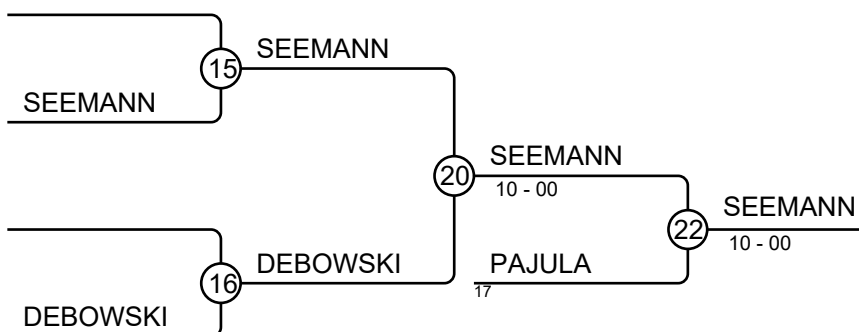 SEEMANN
15
SEEMANN
SEEMANN
20
10 - 00
SEEMANN
22
10 - 00
DEBOWSKI
PAJULA
16
17
DEBOWSKI